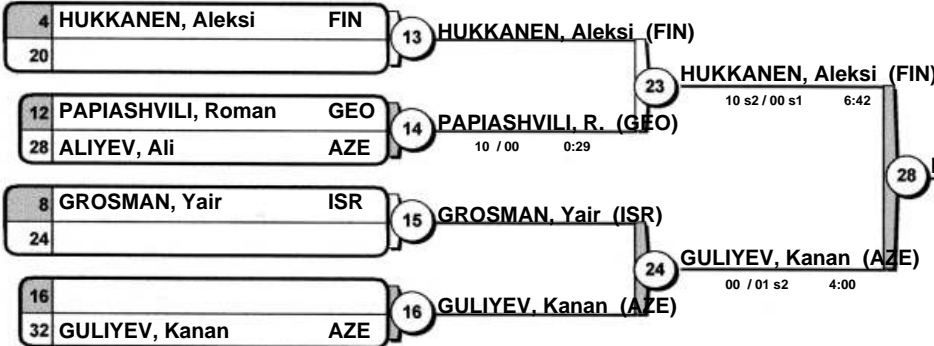 4 HUKKANEN, Aleksi FIN
20
13 HUKKANEN, Aleksi (FIN)
23 HUKKANEN, Aleksi (FIN)
10 s2 / 00 s1 6:42
12 PAPIASHVILI, Roman GEO
28 ALIYEV, Ali AZE
14 PAPIASHVILI, R. (GEO)
10 / 00 0:29
28
8 GROSMAN, Yair ISR
24
15 GROSMAN, Yair (ISR)
24 GULIYEV, Kanan (AZE)
00 / 01 s2 4:00
16
32 GULIYEV, Kanan AZE
16 GULIYEV, Kanan (AZE)